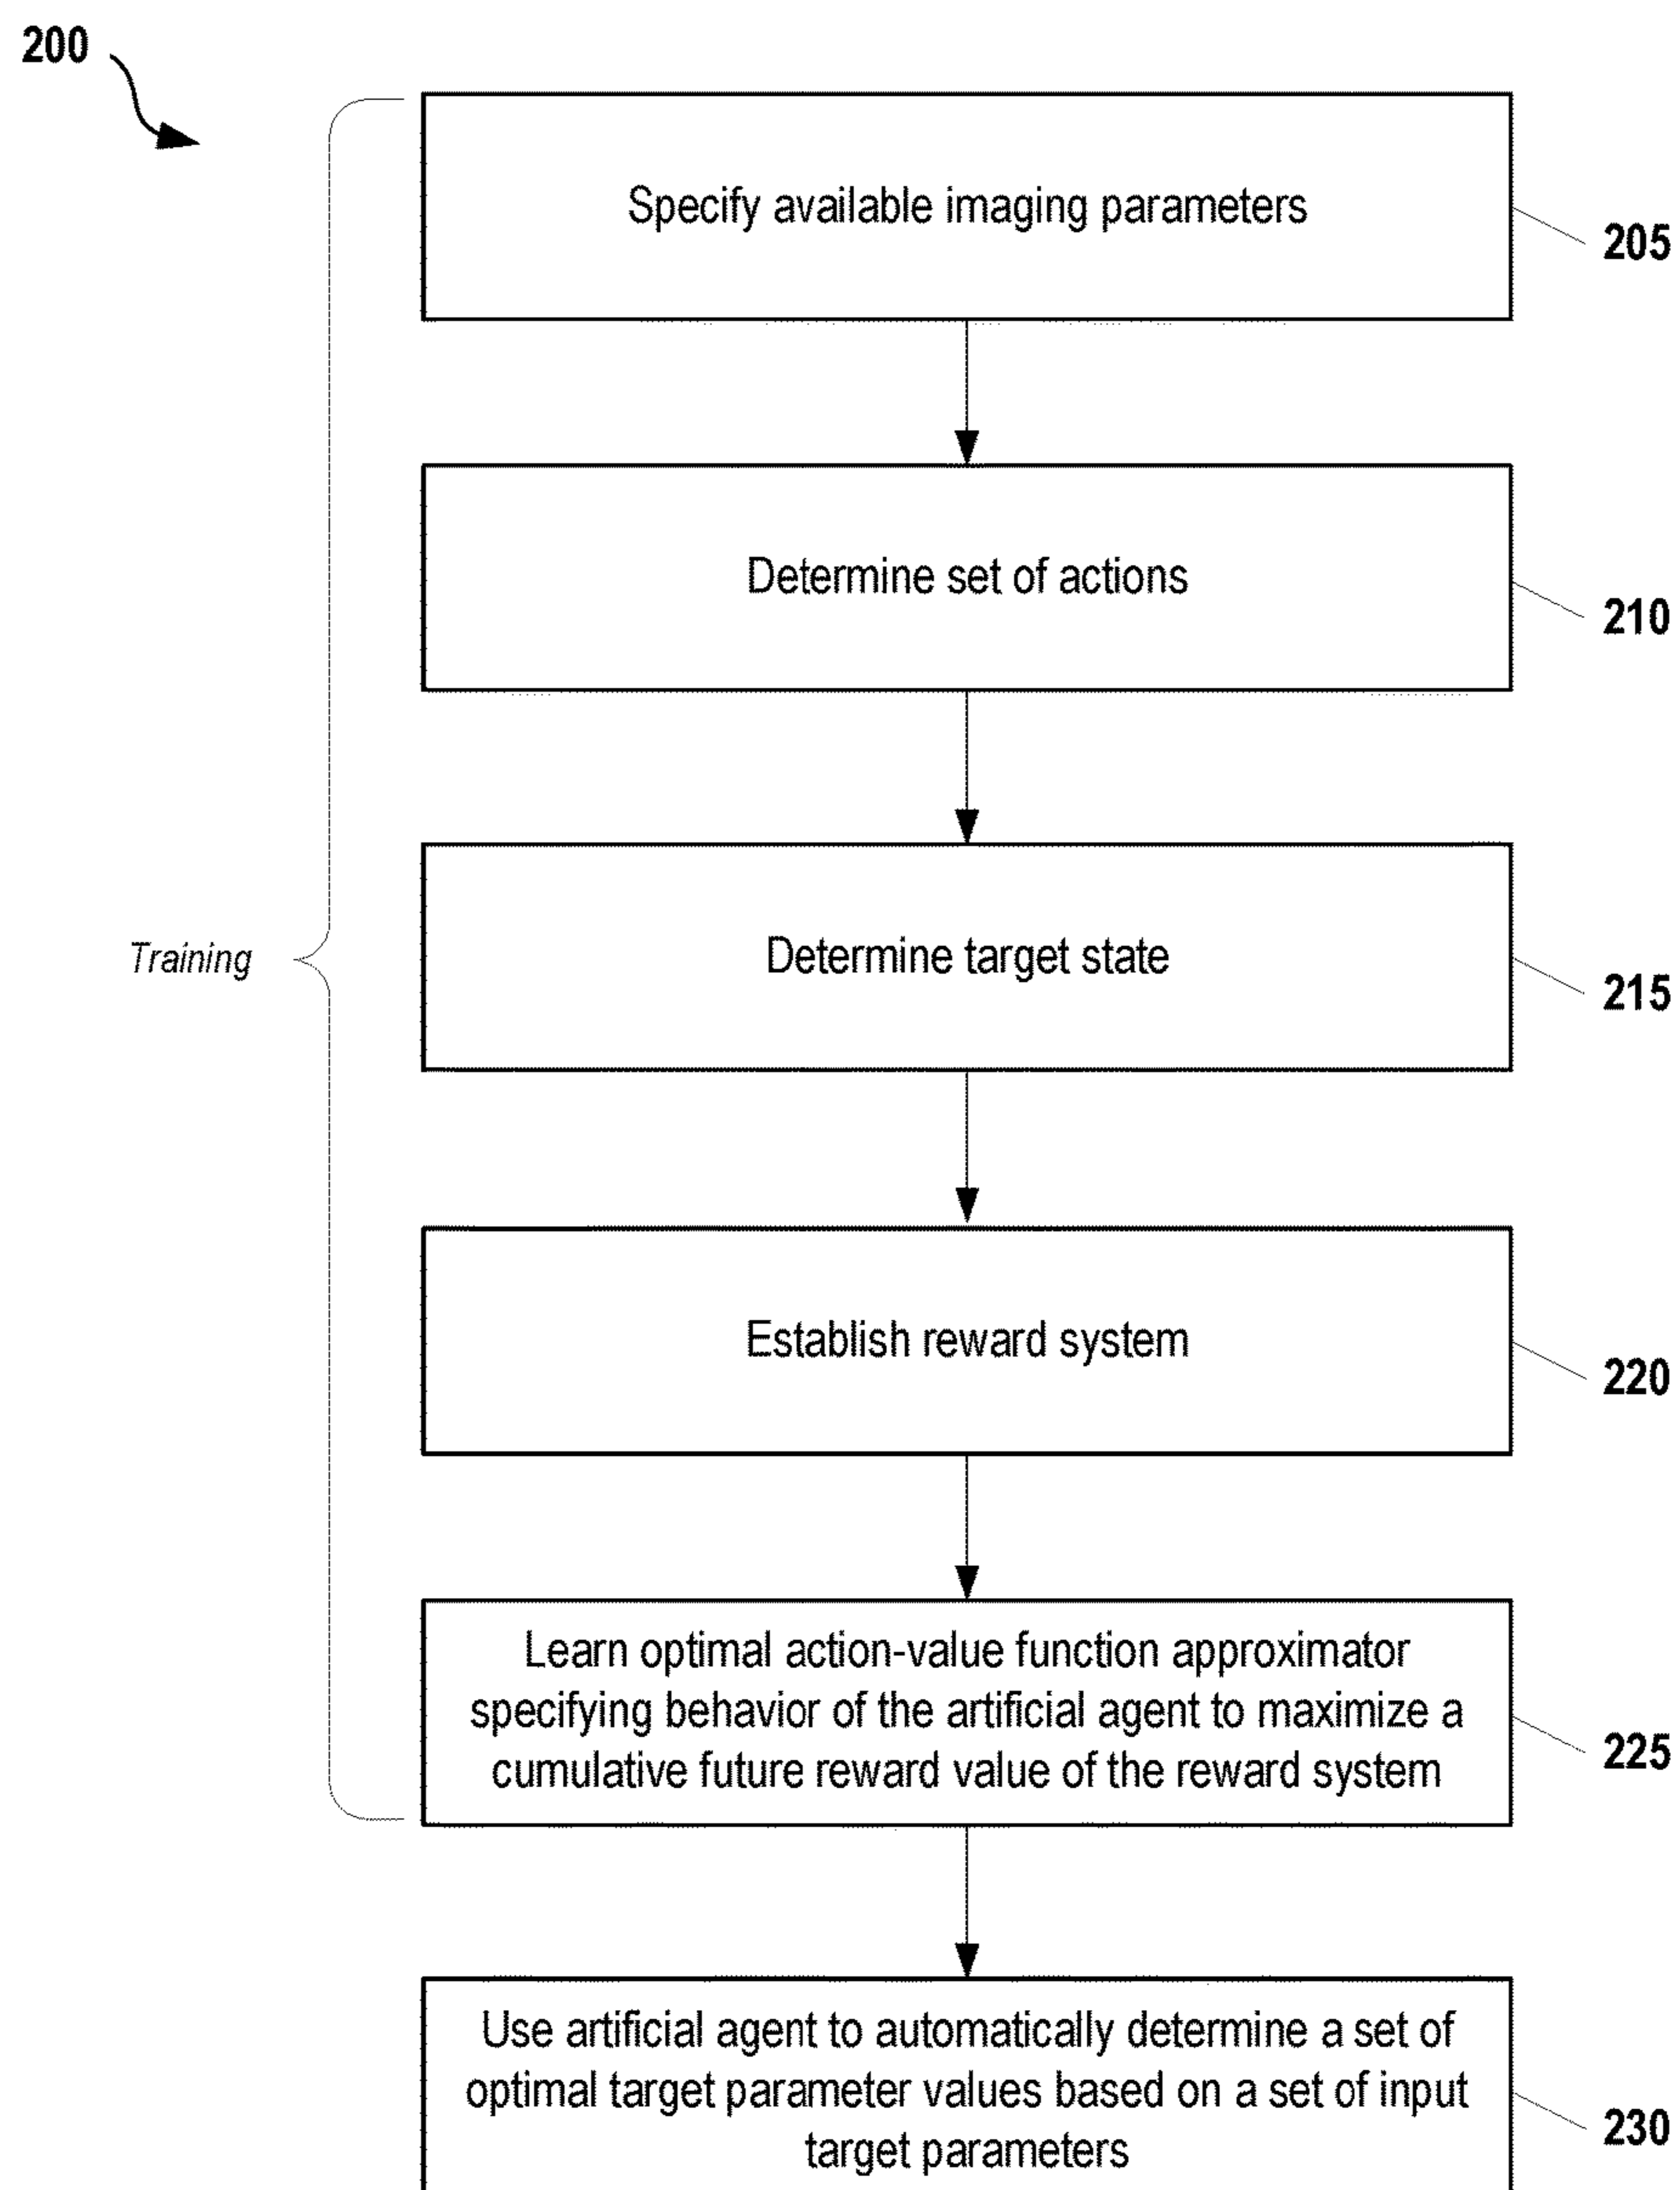 200
Specify available imaging parameters
205
Determine set of actions
210
Training
Determine target state
215
Establish reward system
220
Learn optimal action-value function approximator
specifying behavior of the artificial agent to maximize a
cumulative future reward value of the reward system
225
Use artificial agent to automatically determine a set of
optimal target parameter values based on a set of input
target parameters
230